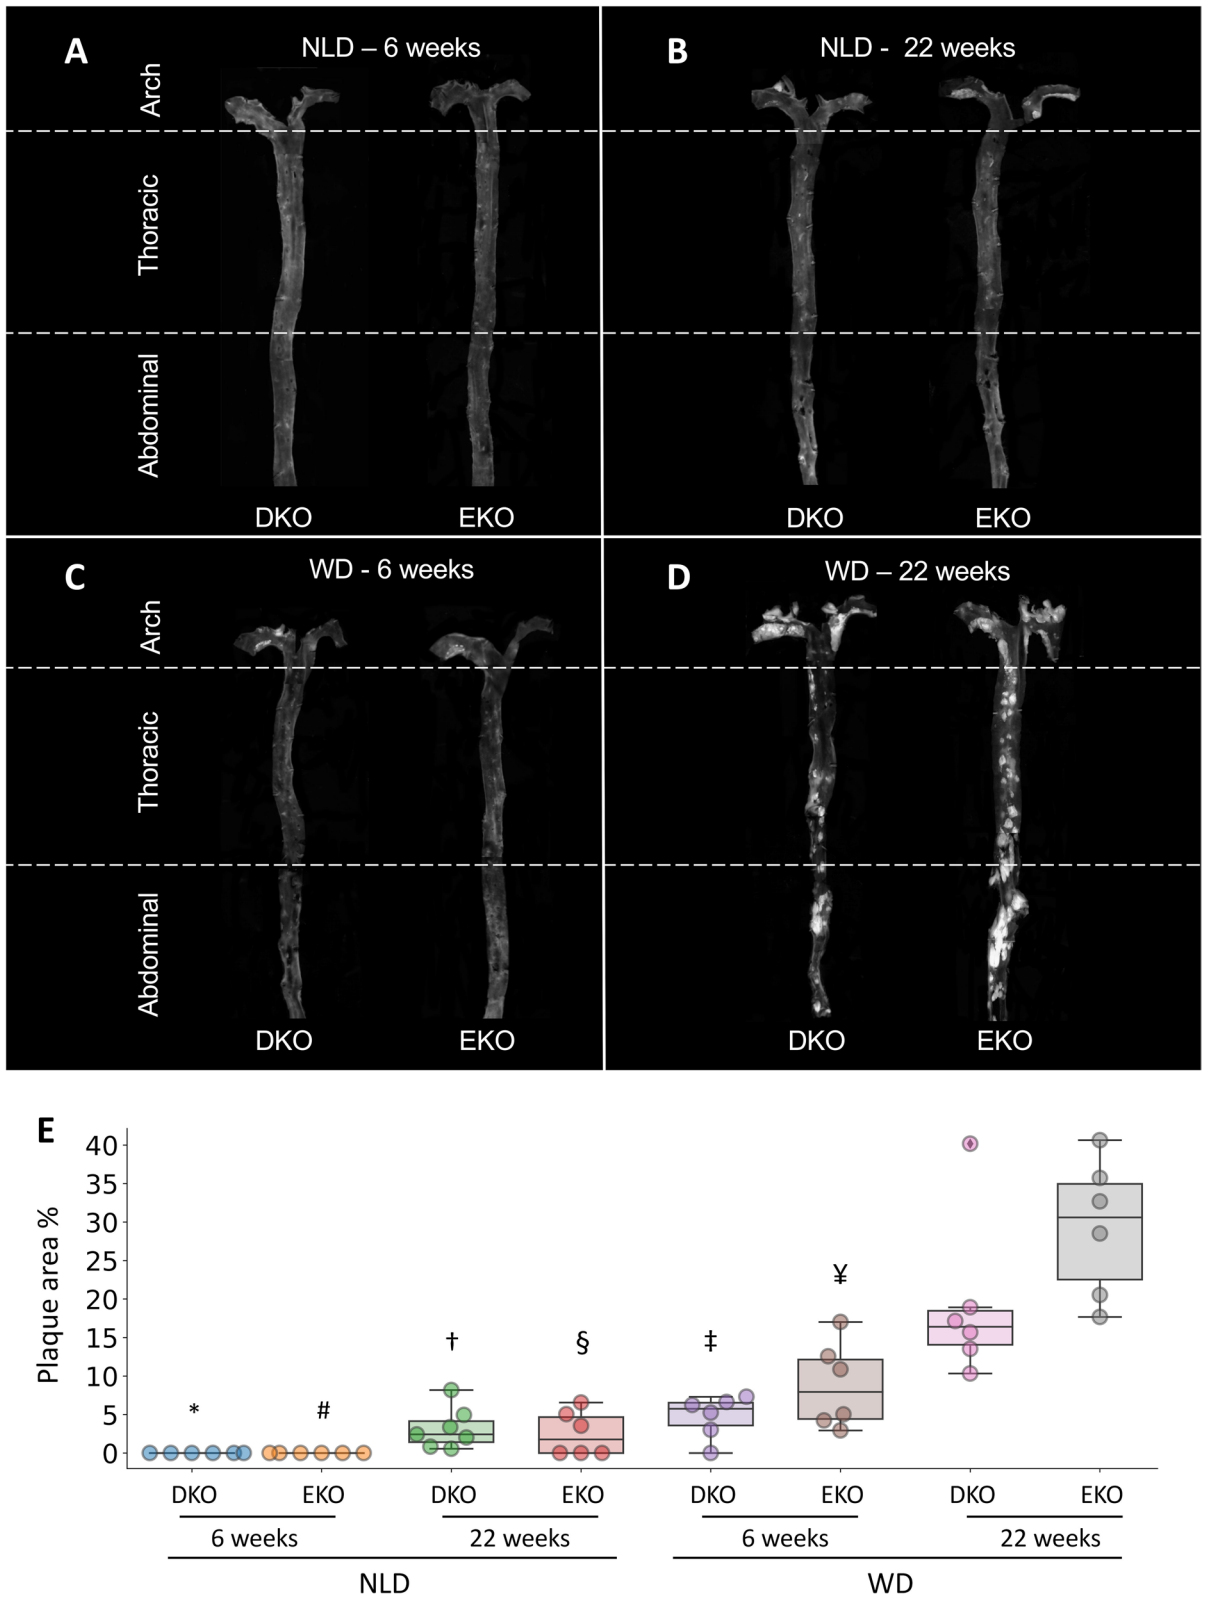 A
NLD – 6 weeks
B
NLD - 22 weeks
Arch
Thoracic
Abdominal
DKO
EKO
DKO
EKO
C
WD - 6 weeks
D
WD – 22 weeks
Arch
Thoracic
Abdominal
DKO
EKO
DKO
EKO
E
Plaque area %
40
35
30
25
20
15
10
5
0
*
#
†
§
‡
¥
DKO
EKO
DKO
EKO
DKO
EKO
DKO
EKO
6 weeks
22 weeks
6 weeks
22 weeks
NLD
WD